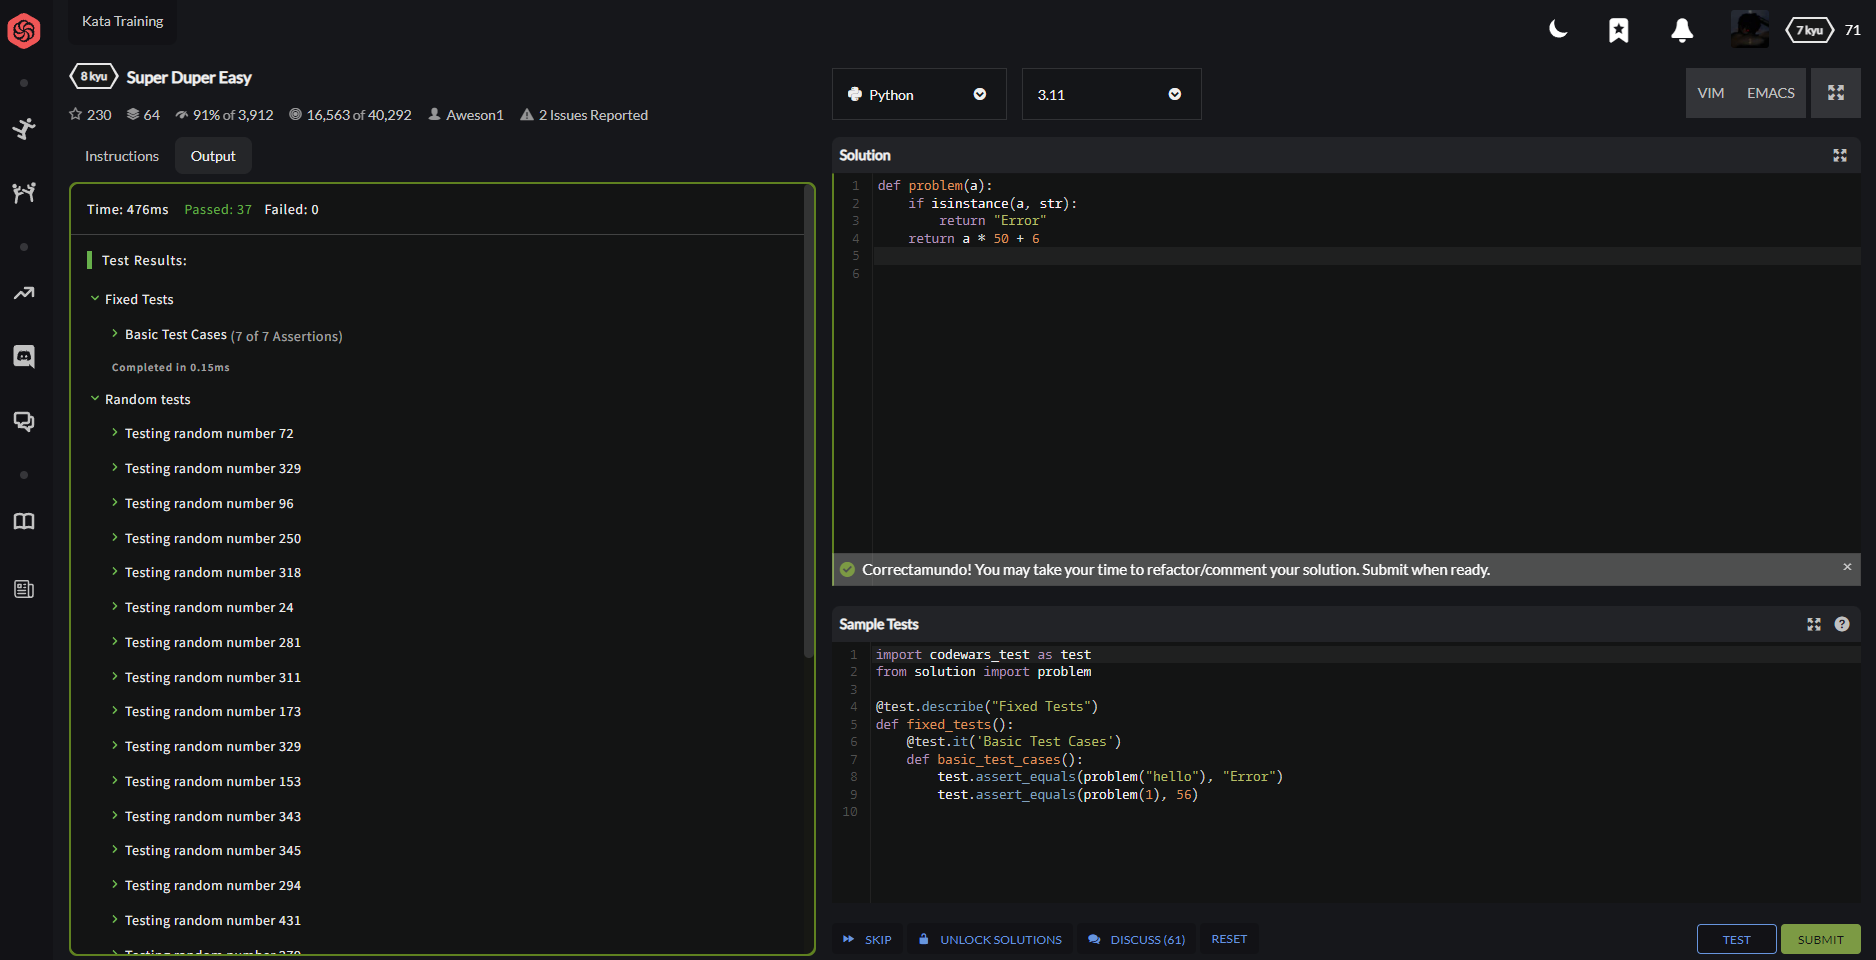 Kata Training
7 kyu
71
8 kyu
Super Duper Easy
230
64
91% of 3,912
16,563 of 40,292
Aweson1
2 Issues Reported
Instructions
Output
Time: 476ms Passed: 37 Failed: 0
Test Results:
Fixed Tests
Basic Test Cases (7 of 7 Assertions)
Completed in 0.15ms
Random tests
Testing random number 72
Testing random number 329
Testing random number 96
Testing random number 250
Testing random number 318
Testing random number 24
Testing random number 281
Testing random number 311
Testing random number 173
Testing random number 329
Testing random number 153
Testing random number 343
Testing random number 345
Testing random number 294
Testing random number 431
Python
3.11
VIM
EMACS
Solution
1 def problem(a):
2     if isinstance(a, str):
3         return "Error"
4     return a * 50 + 6
5
6
Correctamundo! You may take your time to refactor/comment your solution. Submit when ready.
×
Sample Tests
?
1 import codewars_test as test
2 from solution import problem
3
4 @test.describe("Fixed Tests")
5 def fixed_tests():
6     @test.it('Basic Test Cases')
7     def basic_test_cases():
8         test.assert_equals(problem("hello"), "Error")
9         test.assert_equals(problem(1), 56)
10
SKIP
UNLOCK SOLUTIONS
DISCUSS (61)
RESET
TEST
SUBMIT